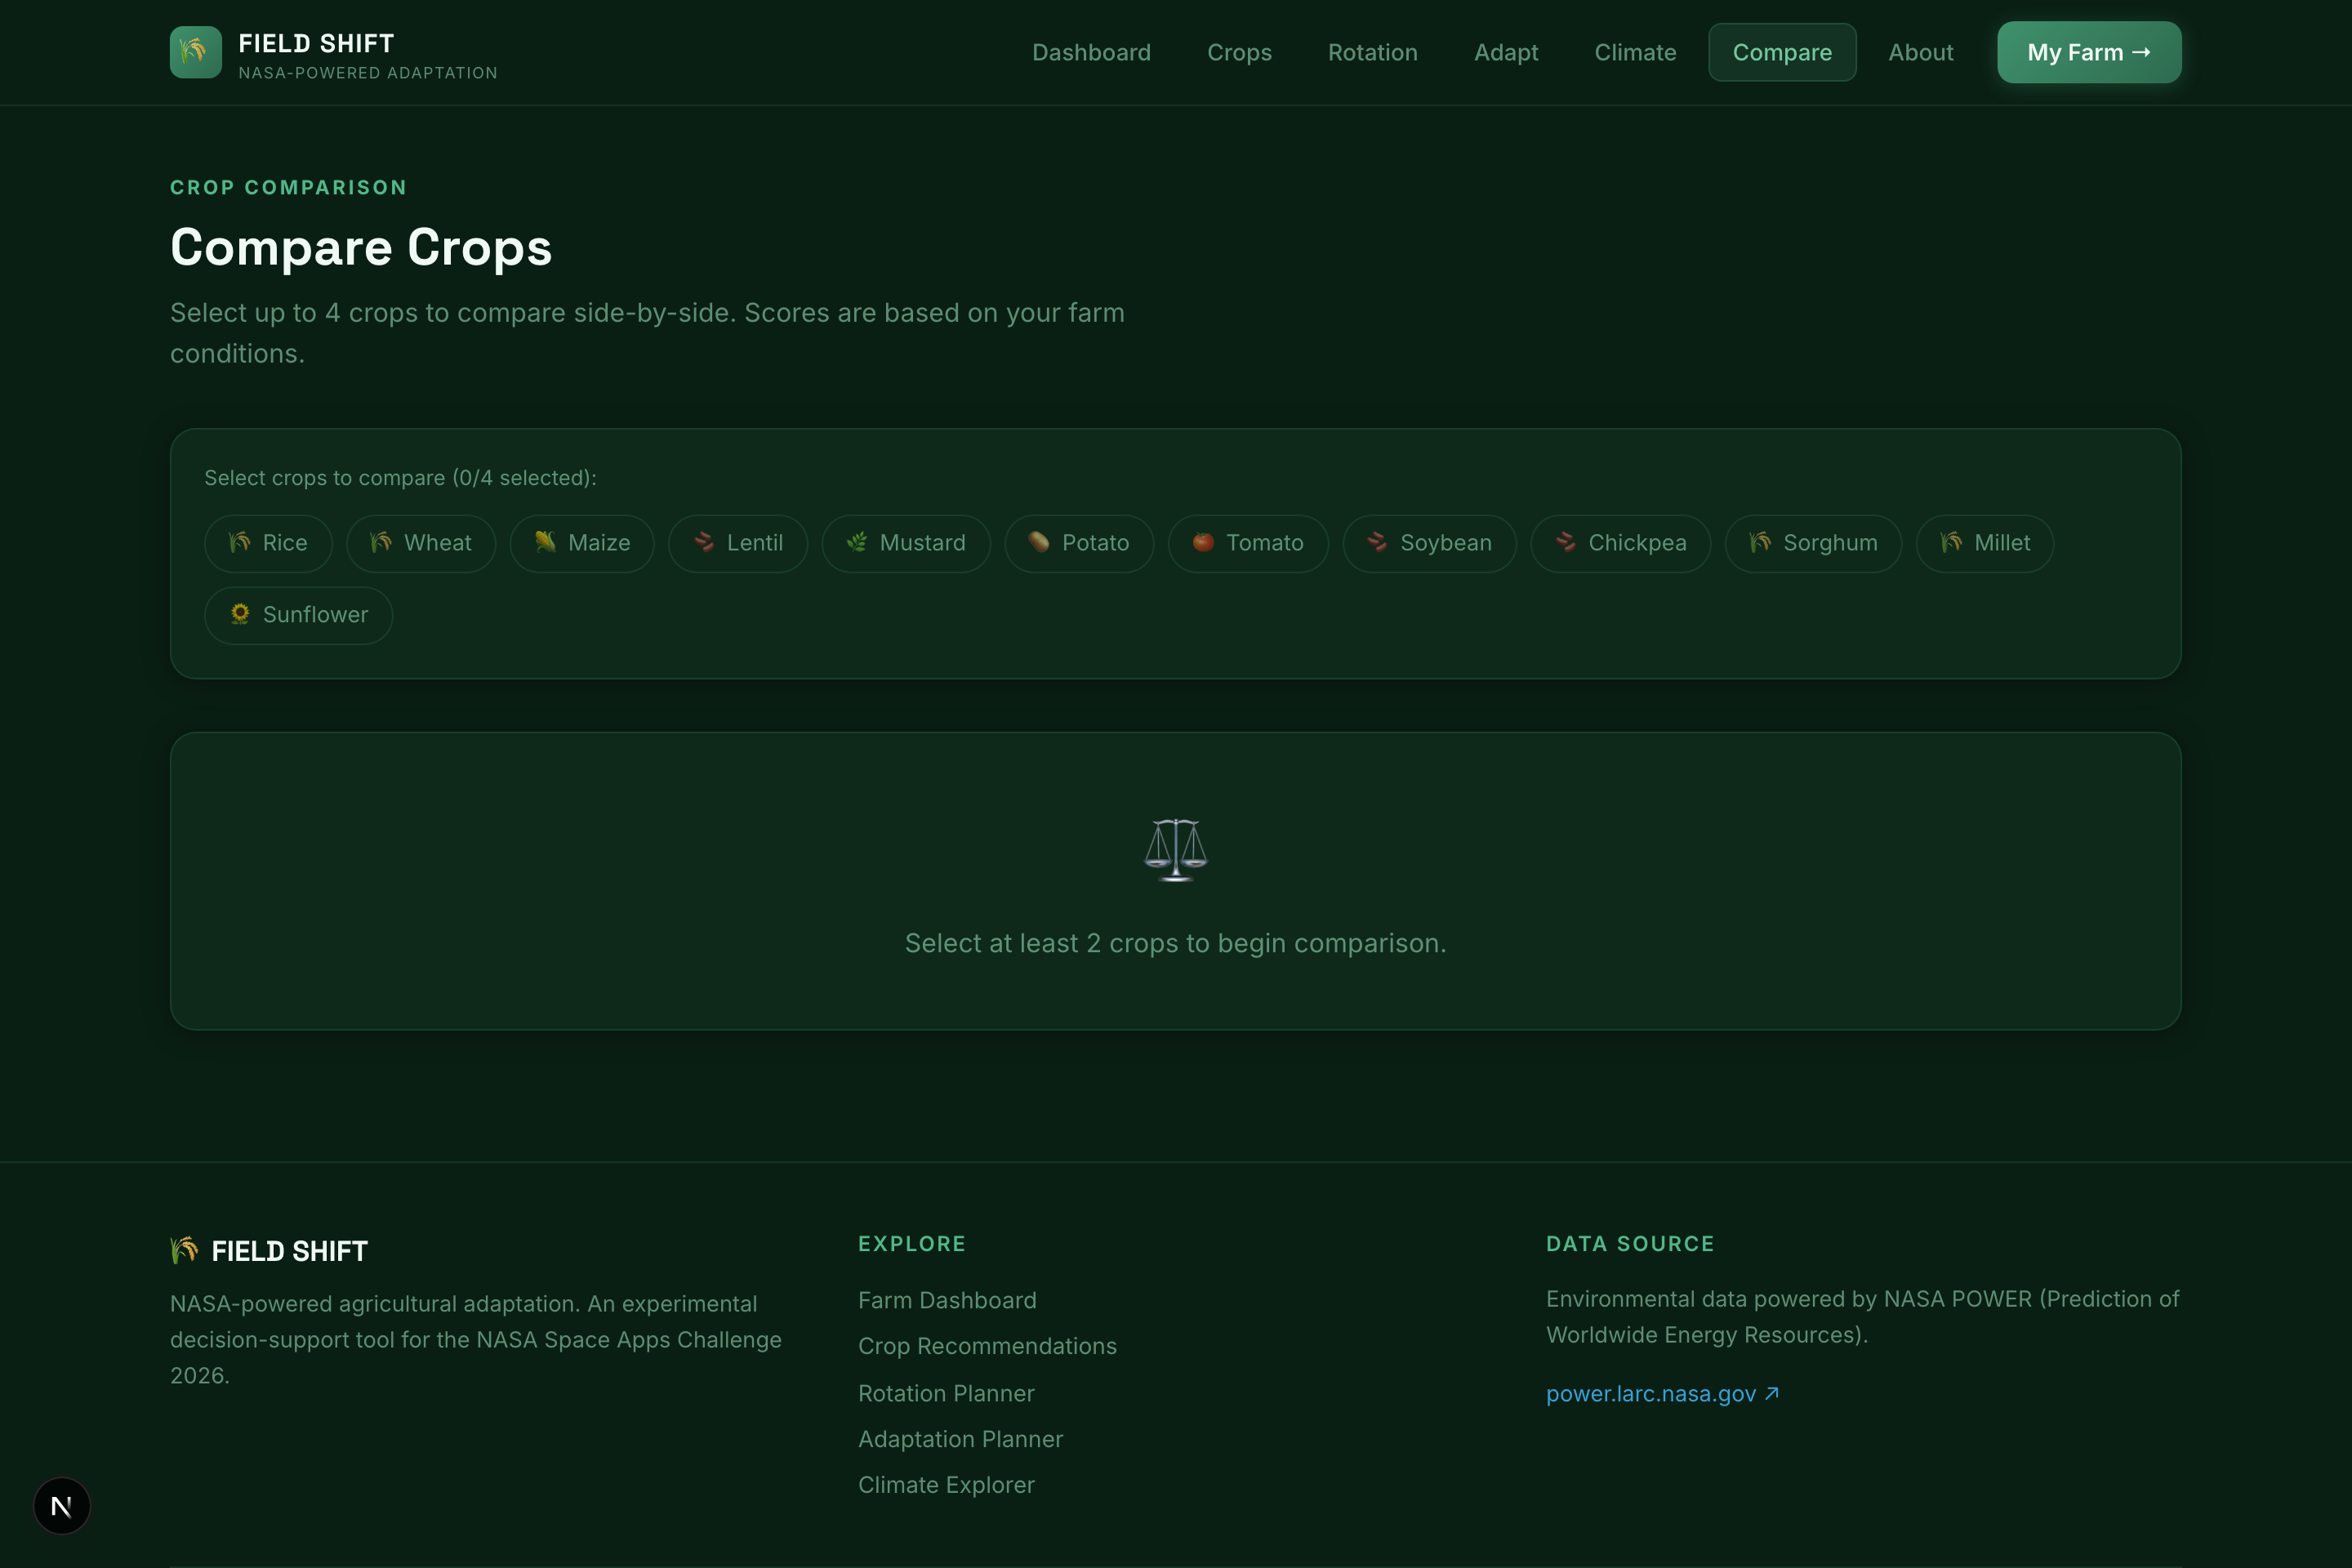 FIELD SHIFT
NASA-POWERED ADAPTATION
Dashboard
Crops
Rotation
Adapt
Climate
Compare
About
My Farm →
CROP COMPARISON
Compare Crops
Select up to 4 crops to compare side-by-side. Scores are based on your farm
conditions.
Select crops to compare (0/4 selected):
Rice
Wheat
Maize
Lentil
Mustard
Potato
Tomato
Soybean
Chickpea
Sorghum
Millet
Sunflower
Select at least 2 crops to begin comparison.
FIELD SHIFT
NASA-powered agricultural adaptation. An experimental
decision-support tool for the NASA Space Apps Challenge
2026.
EXPLORE
Farm Dashboard
Crop Recommendations
Rotation Planner
Adaptation Planner
Climate Explorer
DATA SOURCE
Environmental data powered by NASA POWER (Prediction of
Worldwide Energy Resources).
power.larc.nasa.gov ↗
N